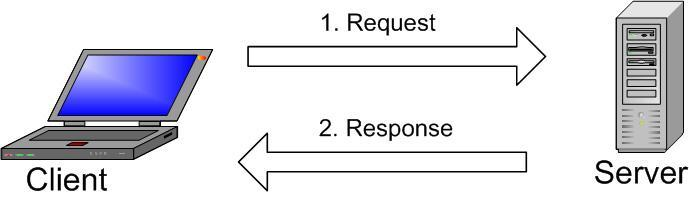 1. Request
2. Response
Client
Server